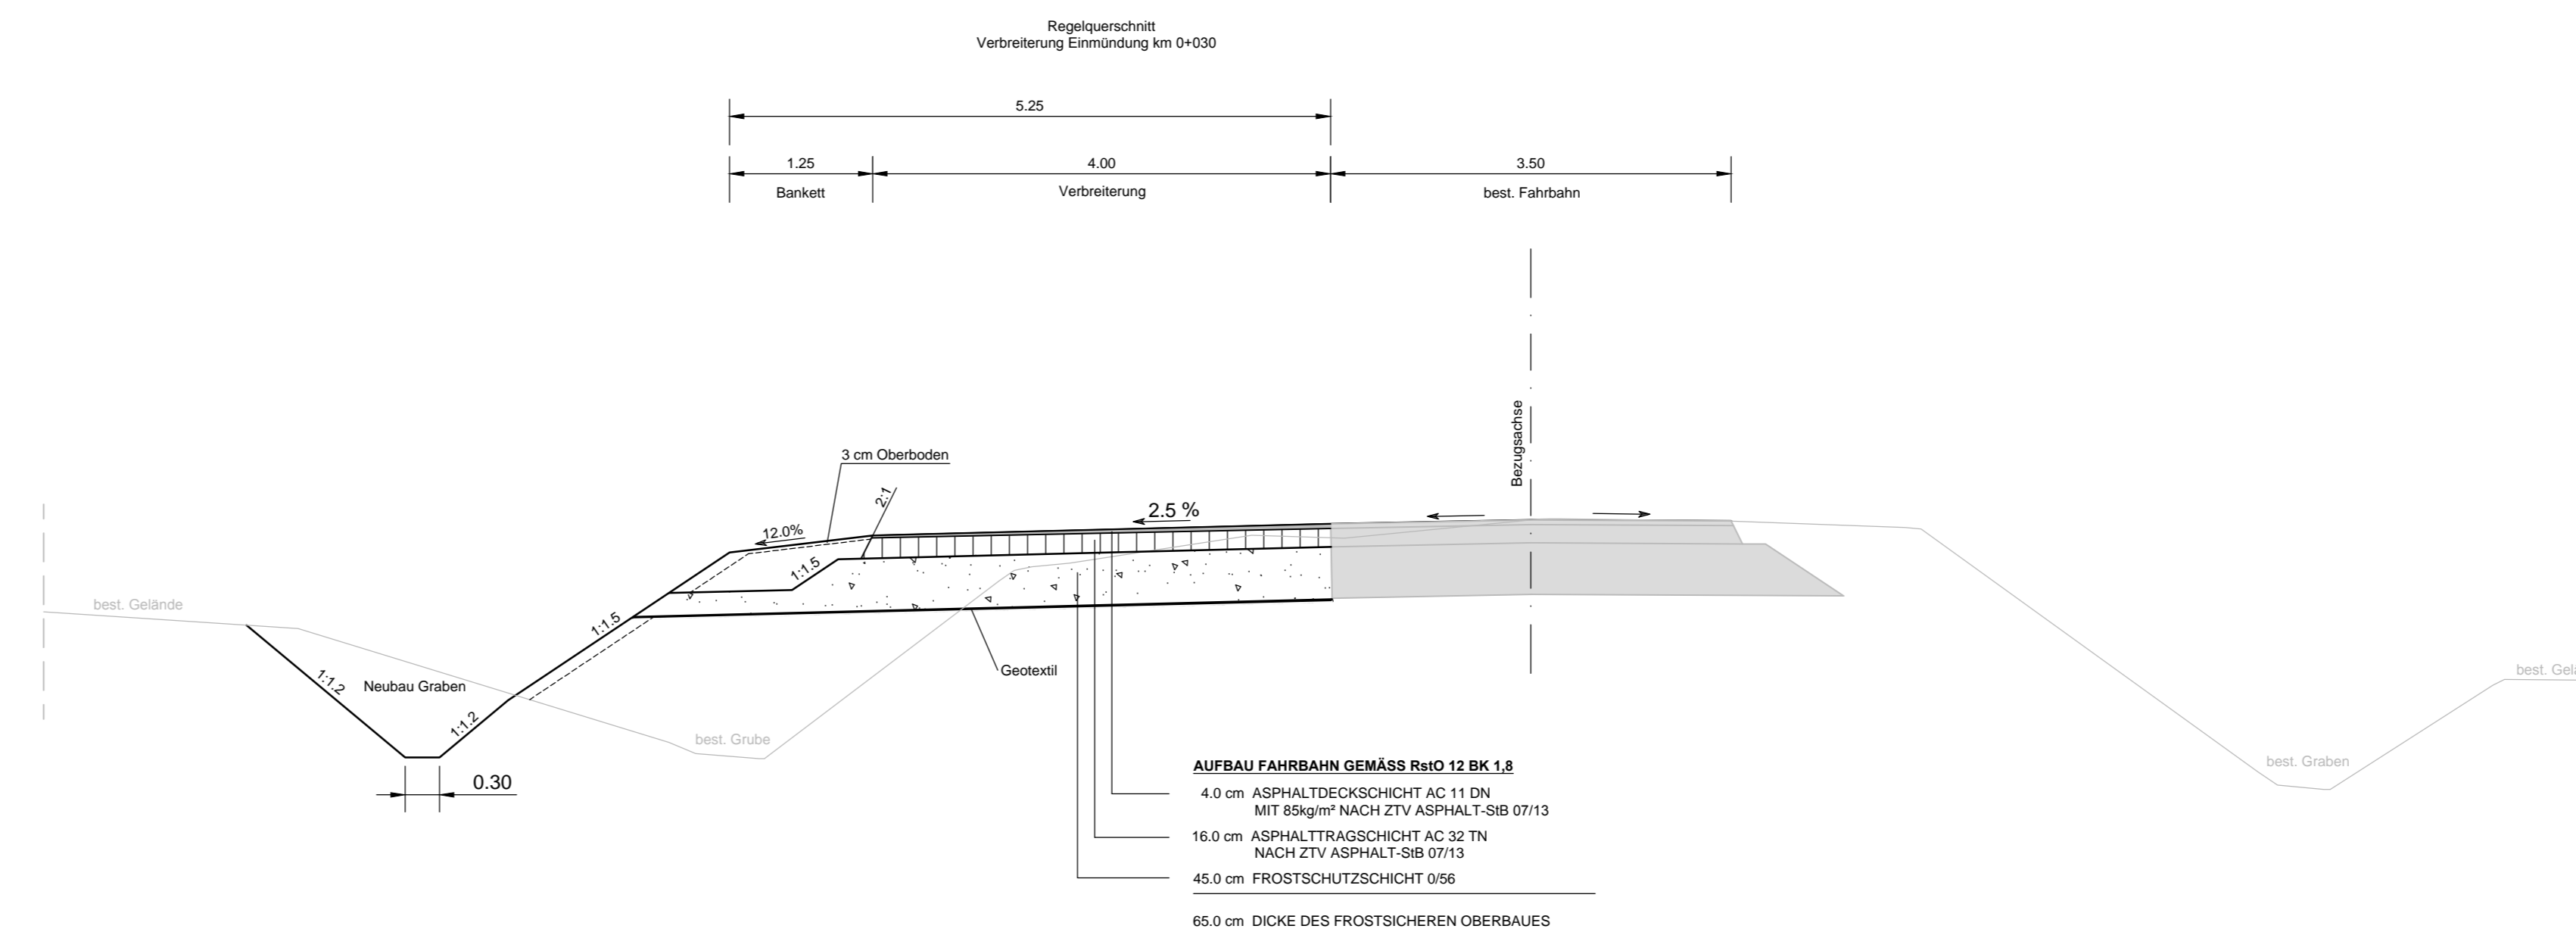 Regelquerschnitt
Verbreiterung Einmündung km 0+030
5.25
1.25
4.00
3.50
Bankett
Verbreiterung
best. Fahrbahn
Bezugsachse
3 cm Oberboden
2:1
2.5 %
12.0%
1:1.5
best. Gelände
1:1.5
1:1.2
Neubau Graben
Geotextil
best. Gel
1:1.2
best. Grube
best. Graben
0.30
AUFBAU FAHRBAHN GEMÄSS RstO 12 BK 1,8
4.0 cm ASPHALTDECKSCHICHT AC 11 DN
MIT 85kg/m² NACH ZTV ASPHALT-StB 07/13
16.0 cm ASPHALTTRAGSCHICHT AC 32 TN
NACH ZTV ASPHALT-StB 07/13
45.0 cm FROSTSCHUTZSCHICHT 0/56
65.0 cm DICKE DES FROSTSICHEREN OBERBAUES